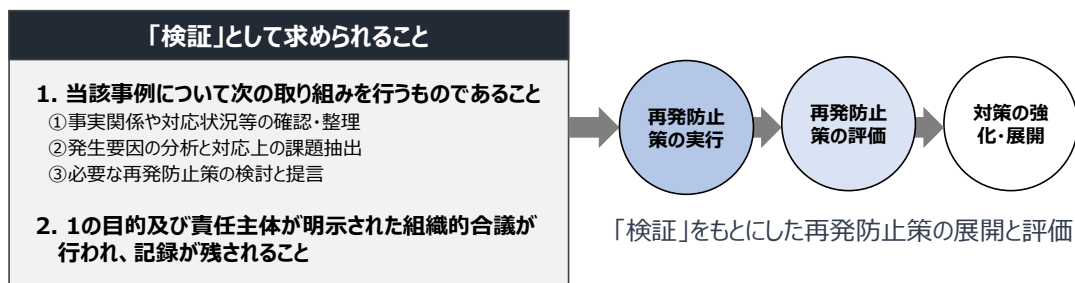 「検証」として求められること
1. 当該事例について次の取り組みを行うものであること
①事実関係や対応状況等の確認・整理
②発生要因の分析と対応上の課題抽出
③必要な再発防止策の検討と提言
2. 1の目的及び責任主体が明示された組織的合議が
行われ、記録が残されること
再発防止
策の実行
再発防止
策の評価
対策の強
化・展開
「検証」をもとにした再発防止策の展開と評価